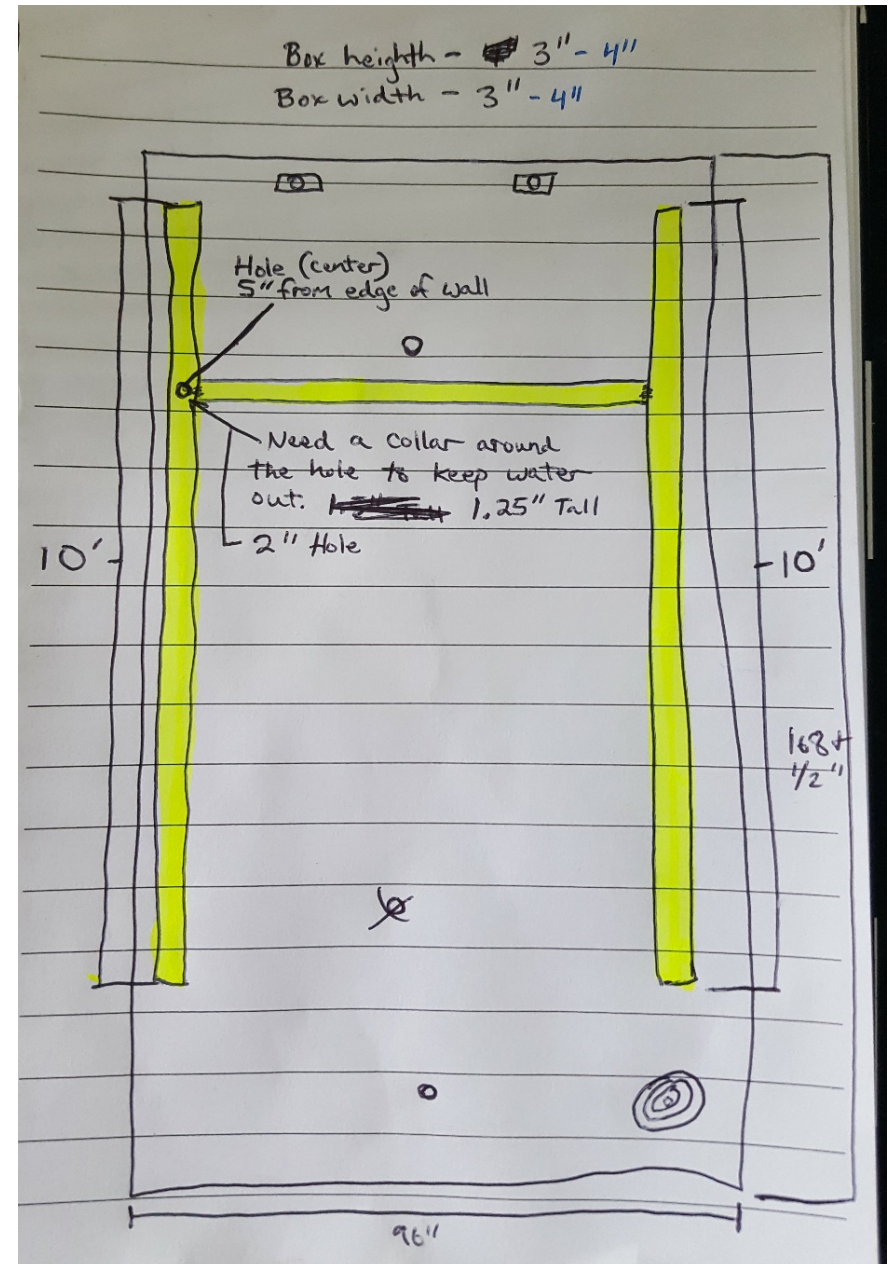 Box heighth - 3" - 4"
Box width - 3" - 4"
Hole (center)
5" from edge of wall
Need a collar around
the hole to keep water
out. 1.25" Tall
2" Hole
10'
10'
168 +
1/2"
96"